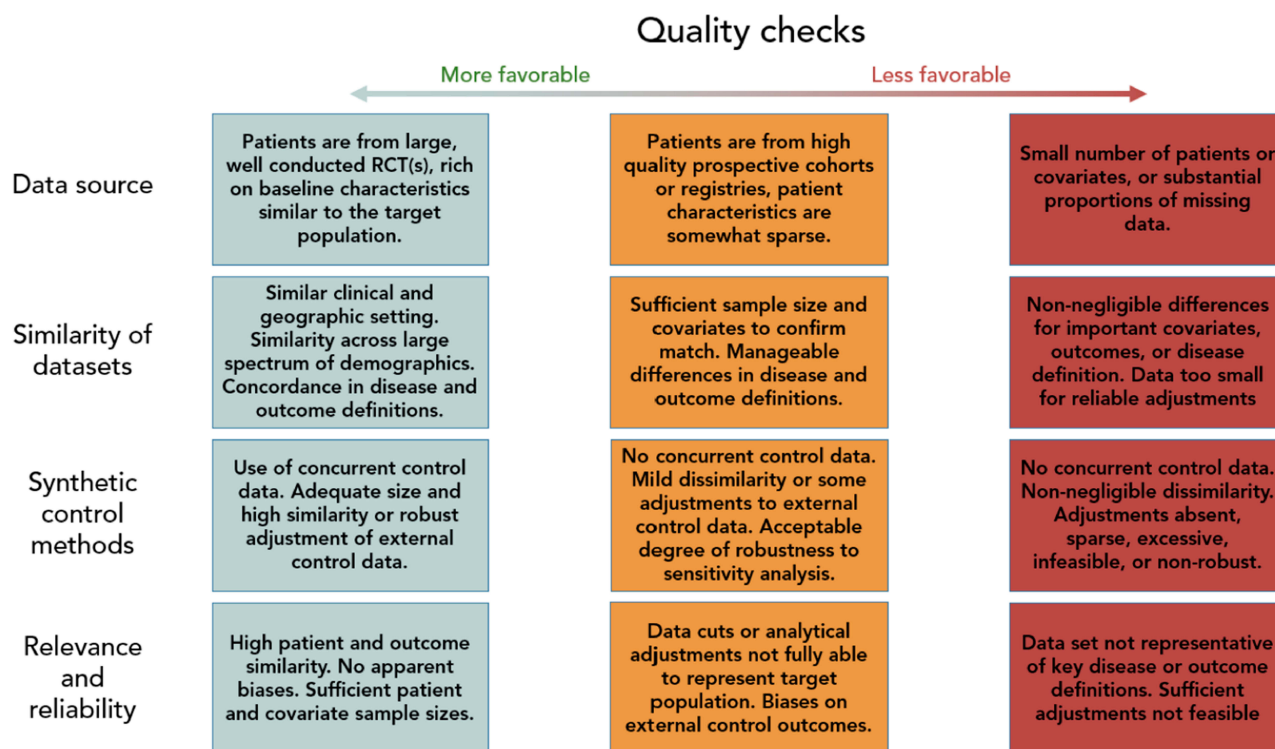 Quality checks
More favorable
Less favorable
Data source
Patients are from large,
well conducted RCT(s), rich
on baseline characteristics
similar to the target
population.
Patients are from high
quality prospective cohorts
or registries, patient
characteristics are
somewhat sparse.
Small number of patients or
covariates, or substantial
proportions of missing
data.
Similarity of
datasets
Similar clinical and
geographic setting.
Similarity across large
spectrum of demographics.
Concordance in disease and
outcome definitions.
Sufficient sample size and
covariates to confirm
match. Manageable
differences in disease and
outcome definitions.
Non-negligible differences
for important covariates,
outcomes, or disease
definition. Data too small
for reliable adjustments
Synthetic
control
methods
Use of concurrent control
data. Adequate size and
high similarity or robust
adjustment of external
control data.
No concurrent control data.
Mild dissimilarity or some
adjustments to external
control data. Acceptable
degree of robustness to
sensitivity analysis.
No concurrent control data.
Non-negligible dissimilarity.
Adjustments absent,
sparse, excessive,
infeasible, or non-robust.
Relevance
and
reliability
High patient and outcome
similarity. No apparent
biases. Sufficient patient
and covariate sample sizes.
Data cuts or analytical
adjustments not fully able
to represent target
population. Biases on
external control outcomes.
Data set not representative
of key disease or outcome
definitions. Sufficient
adjustments not feasible